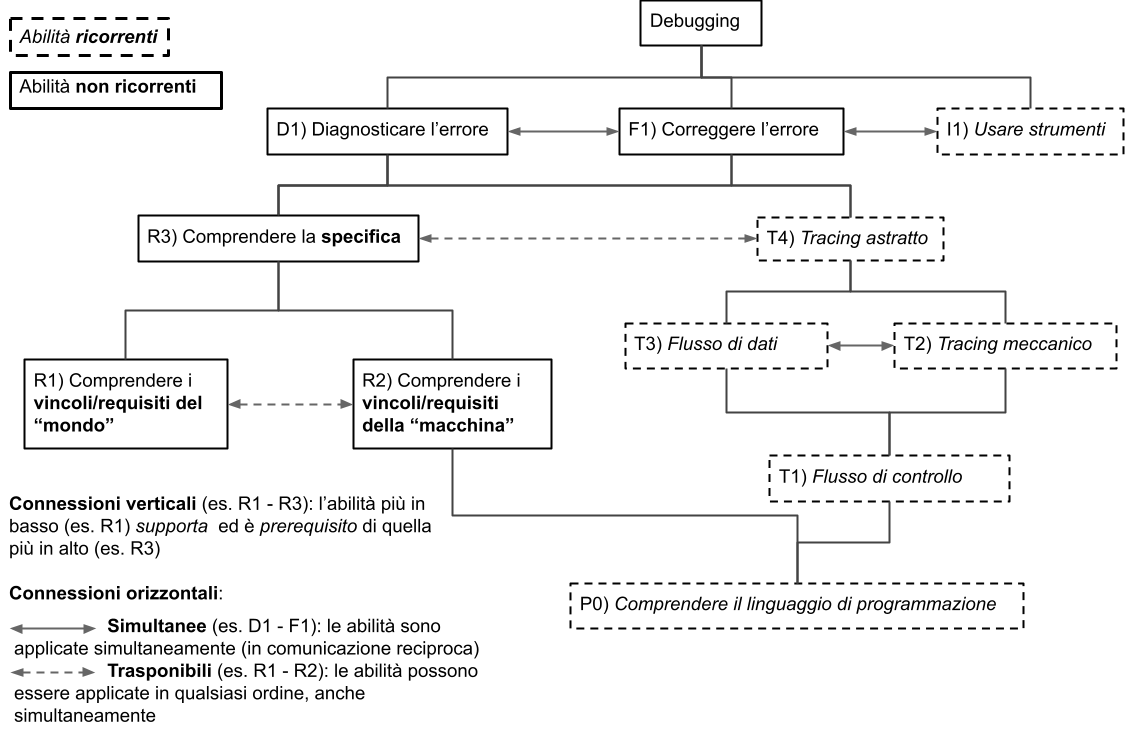 Debugging
Abilità ricorrenti
Abilità non ricorrenti
D1) Diagnosticare l'errore
F1) Correggere l'errore
I1) Usare strumenti
R3) Comprendere la specifica
T4) Tracing astratto
T3) Flusso di dati
T2) Tracing meccanico
R1) Comprendere i
vincoli/requisiti del
“mondo”
R2) Comprendere i
vincoli/requisiti
della “macchina”
T1) Flusso di controllo
P0) Comprendere il linguaggio di programmazione
Connessioni verticali (es. R1 - R3): l'abilità più in
basso (es. R1) supporta ed è prerequisito di quella
più in alto (es. R3)
Connessioni orizzontali:
Simultanee (es. D1 - F1): le abilità sono
applicate simultaneamente (in comunicazione reciproca)
Trasponibili (es. R1 - R2): le abilità possono
essere applicate in qualsiasi ordine, anche
simultaneamente